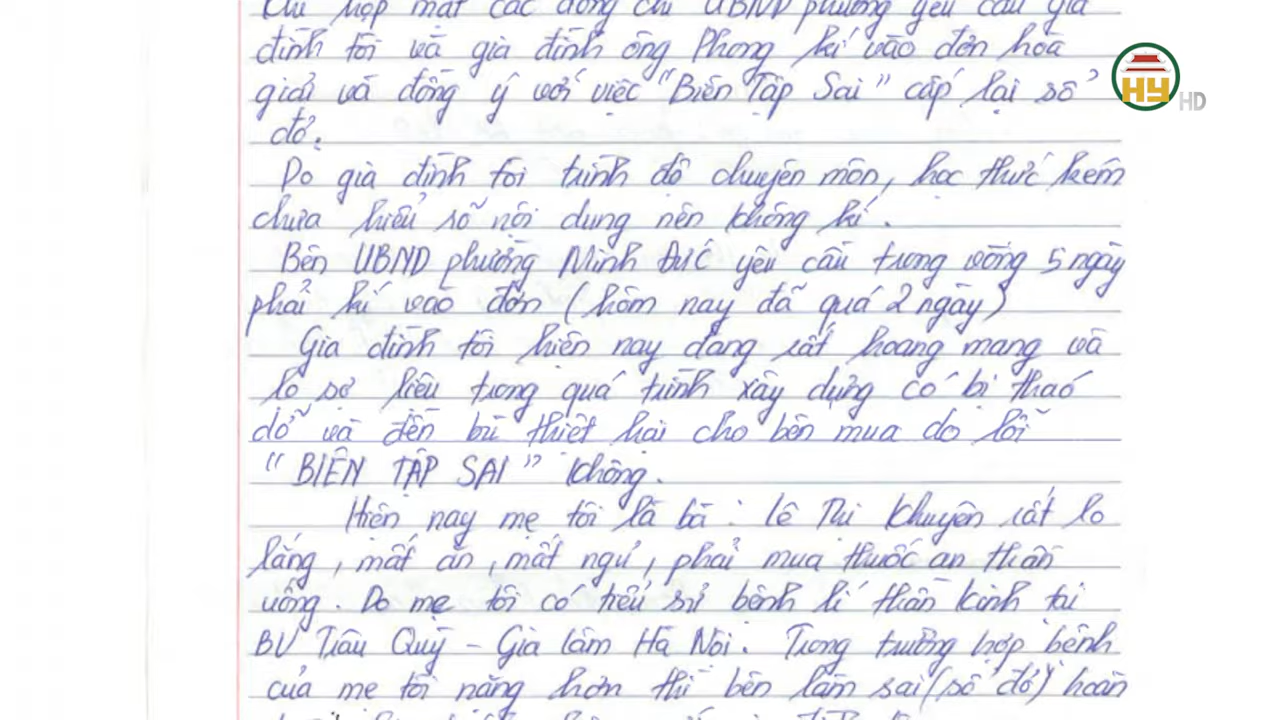 Chi họp mất các đồng chí UBND phường yêu cầu gia
đình tôi và gia đình ông Phong kí vào đơn hòa
giải và đồng ý với việc "Biên Tập Sai" cấp lại sổ
đỏ.
Do gia đình tôi trình độ chuyên môn, học thức kém
chưa hiểu số nội dung nên không kí.
Bên UBND phường Minh Đức yêu cầu trong vòng 5 ngày
phải kí vào đơn (hôm nay đã quá 2 ngày)
Gia đình tôi hiện nay đang rất hoang mang và
lo sợ liệu trong quá trình xây dựng có bị tháo
dỡ và đền bù thiệt hại cho bên mua do lỗi
"BIÊN TẬP SAI" không.
Hiện nay mẹ tôi là bà : Lê Thị Khuyên rất lo
lắng, mất ăn, mất ngủ, phải mua thuốc an thần
uống. Do mẹ tôi có tiểu sử bệnh lí thần kinh tại
BV Trâu Quỳ - Gia Lâm Hà Nội. Trong trường hợp bệnh
của mẹ tôi nặng hơn thì bên làm sai (sổ đỏ) hoàn
HY HD